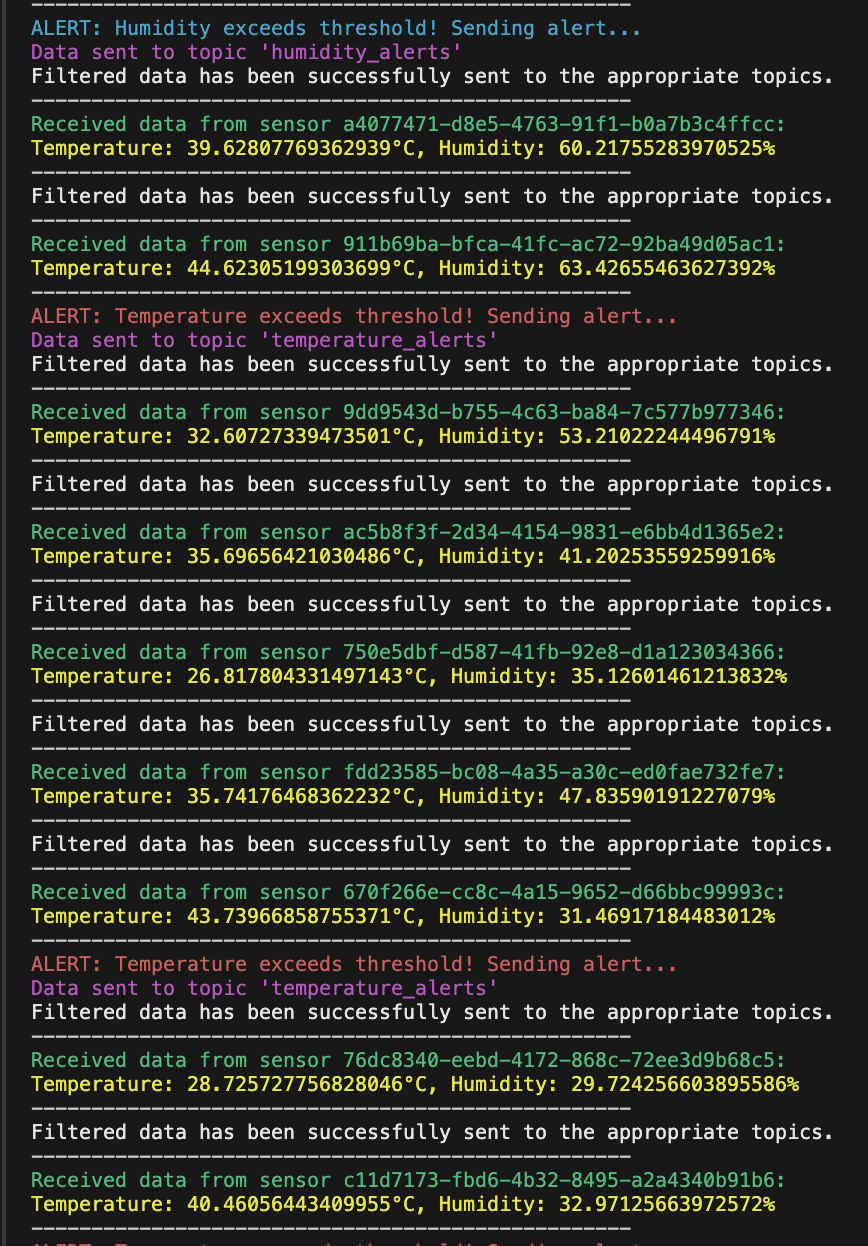 --------------------------------------------------
ALERT: Humidity exceeds threshold! Sending alert...
Data sent to topic 'humidity_alerts'
Filtered data has been successfully sent to the appropriate topics.
--------------------------------------------------
Received data from sensor a4077471-d8e5-4763-91f1-b0a7b3c4ffcc:
Temperature: 39.62807769362939°C, Humidity: 60.21755283970525%
--------------------------------------------------
Filtered data has been successfully sent to the appropriate topics.
--------------------------------------------------
Received data from sensor 911b69ba-bfca-41fc-ac72-92ba49d05ac1:
Temperature: 44.62305199303699°C, Humidity: 63.42655463627392%
--------------------------------------------------
ALERT: Temperature exceeds threshold! Sending alert...
Data sent to topic 'temperature_alerts'
Filtered data has been successfully sent to the appropriate topics.
--------------------------------------------------
Received data from sensor 9dd9543d-b755-4c63-ba84-7c577b977346:
Temperature: 32.60727339473501°C, Humidity: 53.21022244496791%
--------------------------------------------------
Filtered data has been successfully sent to the appropriate topics.
--------------------------------------------------
Received data from sensor ac5b8f3f-2d34-4154-9831-e6bb4d1365e2:
Temperature: 35.69656421030486°C, Humidity: 41.20253559259916%
--------------------------------------------------
Filtered data has been successfully sent to the appropriate topics.
--------------------------------------------------
Received data from sensor 750e5dbf-d587-41fb-92e8-d1a123034366:
Temperature: 26.817804331497143°C, Humidity: 35.12601461213832%
--------------------------------------------------
Filtered data has been successfully sent to the appropriate topics.
--------------------------------------------------
Received data from sensor fdd23585-bc08-4a35-a30c-ed0fae732fe7:
Temperature: 35.74176468362232°C, Humidity: 47.83590191227079%
--------------------------------------------------
Filtered data has been successfully sent to the appropriate topics.
--------------------------------------------------
Received data from sensor 670f266e-cc8c-4a15-9652-d66bbc99993c:
Temperature: 43.73966858755371°C, Humidity: 31.46917184483012%
--------------------------------------------------
ALERT: Temperature exceeds threshold! Sending alert...
Data sent to topic 'temperature_alerts'
Filtered data has been successfully sent to the appropriate topics.
--------------------------------------------------
Received data from sensor 76dc8340-eebd-4172-868c-72ee3d9b68c5:
Temperature: 28.725727756828046°C, Humidity: 29.724256603895586%
--------------------------------------------------
Filtered data has been successfully sent to the appropriate topics.
--------------------------------------------------
Received data from sensor c11d7173-fbd6-4b32-8495-a2a4340b91b6:
Temperature: 40.46056443409955°C, Humidity: 32.97125663972572%
--------------------------------------------------